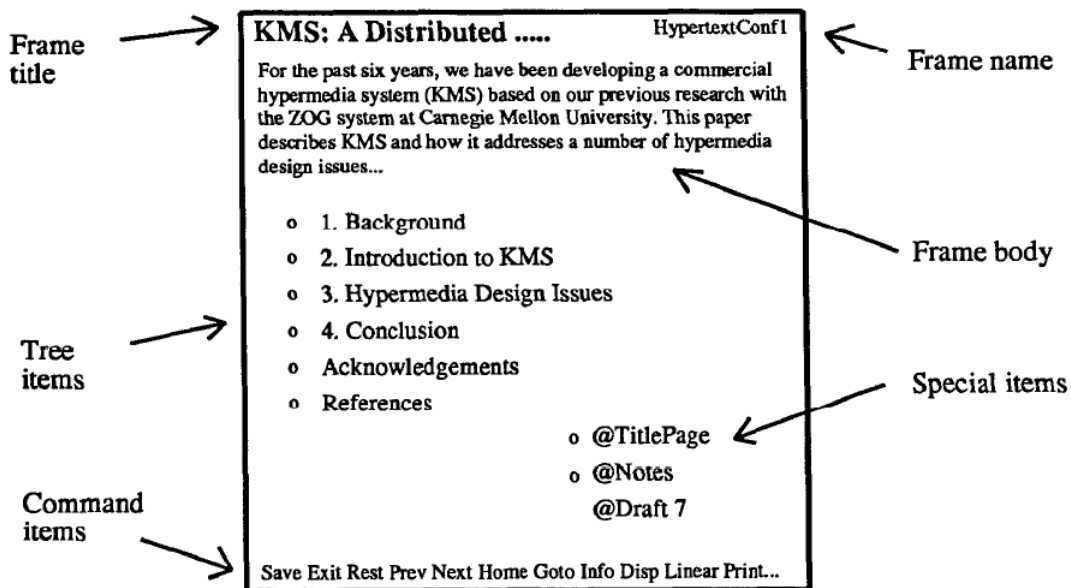 Frame
title
KMS: A Distributed .....
HypertextConf1
Frame name
For the past six years, we have been developing a commercial
hypermedia system (KMS) based on our previous research with
the ZOG system at Carnegie Mellon University. This paper
describes KMS and how it addresses a number of hypermedia
design issues...
Frame body
o 1. Background
o 2. Introduction to KMS
o 3. Hypermedia Design Issues
o 4. Conclusion
o Acknowledgements
o References
Tree
items
Special items
o @TitlePage
o @Notes
@Draft 7
Command
items
Save Exit Rest Prev Next Home Goto Info Disp Linear Print...